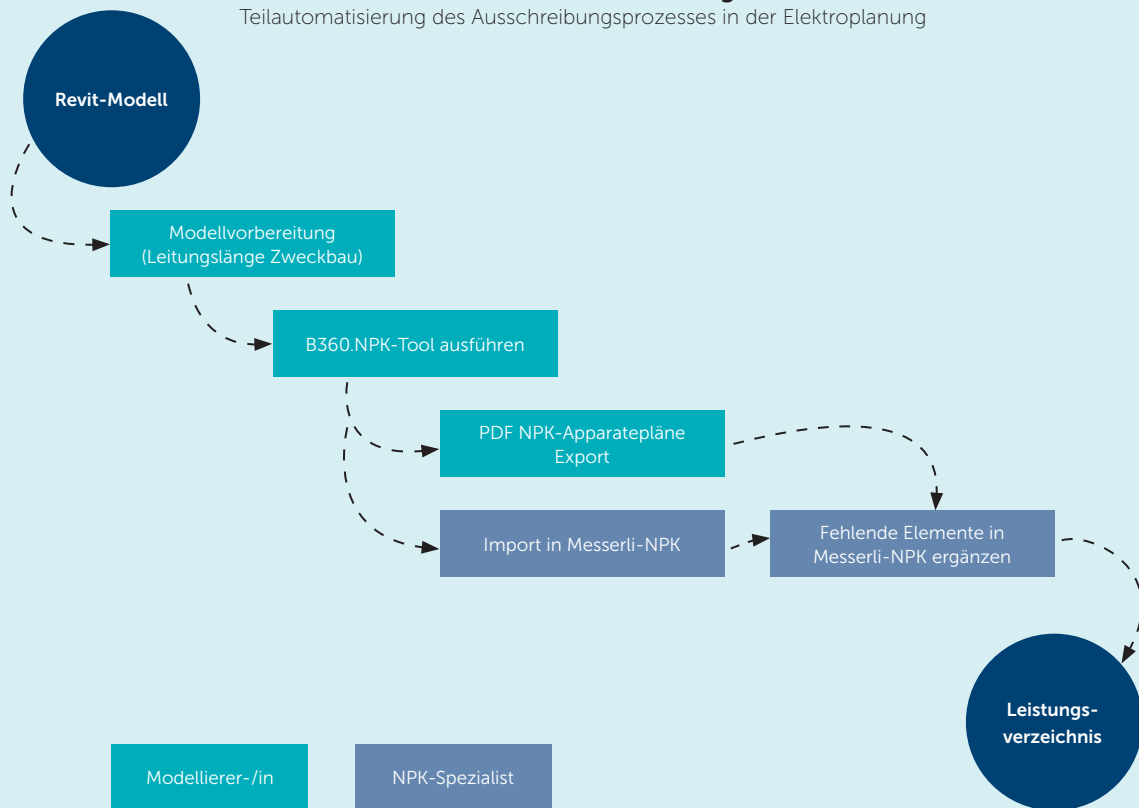 Teilautomatisierung des Ausschreibungsprozesses in der Elektroplanung
Revit-Modell
Modellvorbereitung
(Leitungslänge Zweckbau)
B360.NPK-Tool ausführen
PDF NPK-Apparatepläne
Export
Import in Messerli-NPK
Fehlende Elemente in
Messerli-NPK ergänzen
Leistungs-
verzeichnis
Modellierer-/in
NPK-Spezialist